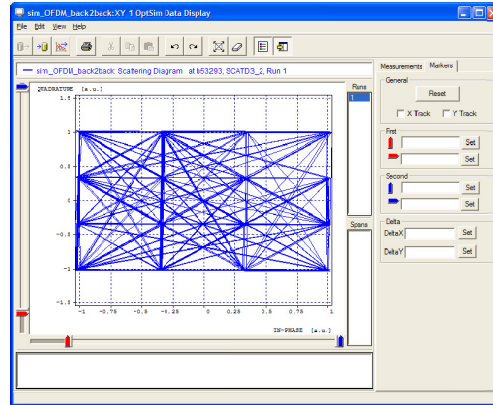 sim_OFDM_back2back:XY 1 OptSim Data Display
File Edit View Help
sim_OFDM_back2back: Scattering Diagram at b53293, SCATD3_2, Run 1
QUADRATURE [a.u.]
1.5
1
0.5
0
-0.5
-1
-1.5
-1 -0.75 -0.5 -0.25 0 0.25 0.5 0.75 1
IN-PHASE [a.u.]
Runs
1
Spans
Measurements Markers
General
Reset
X Track Y Track
First
Set
Set
Second
Set
Set
Delta
DeltaX Set
DeltaY Set